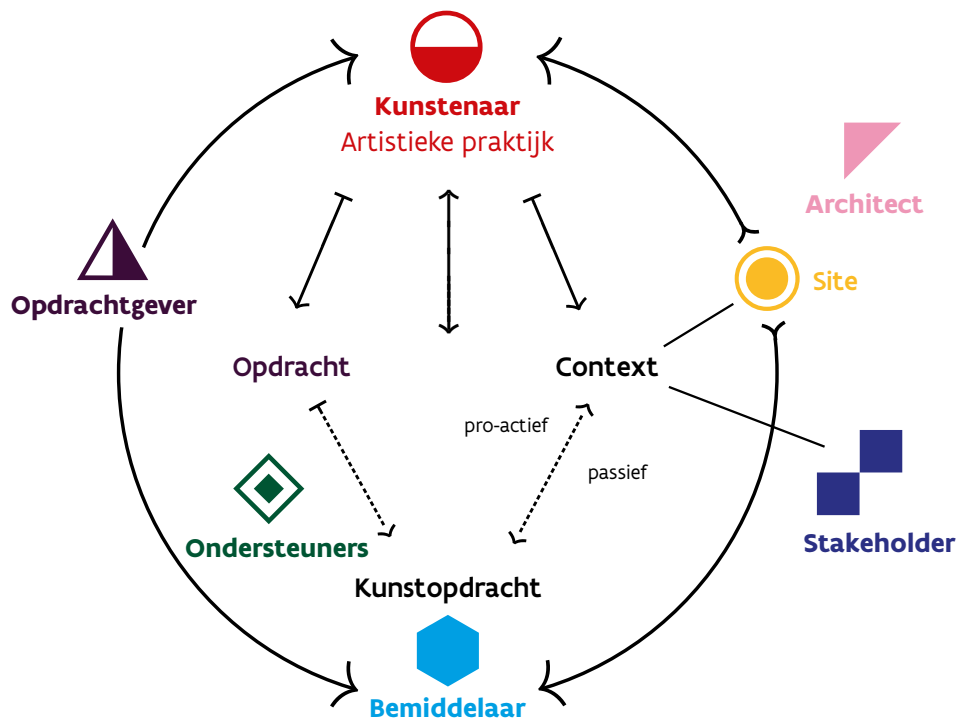 Kunstenaar
Artistieke praktijk
Architect
Site
Opdrachtgever
Opdracht
Context
pro-actief
passief
Ondersteuners
Stakeholder
Kunstopdracht
Bemiddelaar